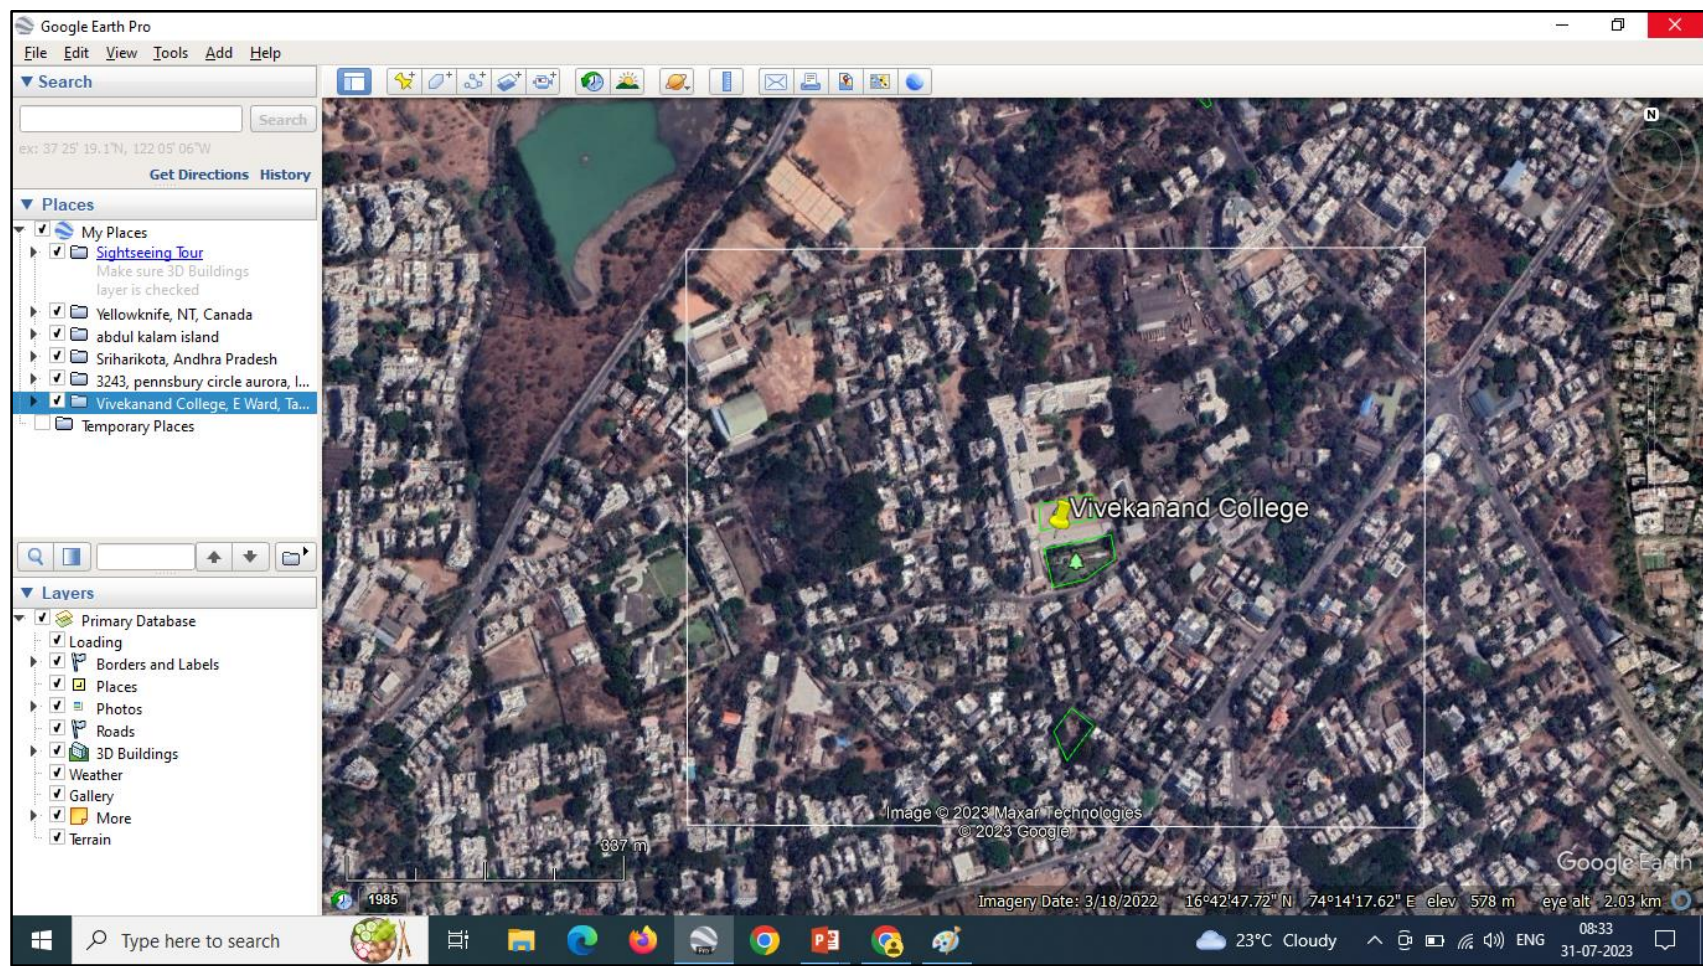 Google Earth Pro
File Edit View Tools Add Help
Search
Search
ex: 37 25' 19.1"N, 122 05' 06"W
Get Directions History
Places
My Places
Sightseeing Tour
Make sure 3D Buildings
layer is checked
Yellowknife, NT, Canada
abdul kalam island
Sriharikota, Andhra Pradesh
3243, pennsbury circle aurora, I...
Vivekanand College, E Ward, Ta...
Temporary Places
Layers
Primary Database
Loading
Borders and Labels
Places
Photos
Roads
3D Buildings
Weather
Gallery
More
Terrain
N
Vivekanand College
Image © 2023 Maxar Technologies
© 2023 Google
337 m
Google Earth
1985
Imagery Date: 3/18/2022 16°42'47.72" N 74°14'17.62" E elev 578 m eye alt 2.03 km
Type here to search
Pro
23°C Cloudy
ENG
08:33
31-07-2023